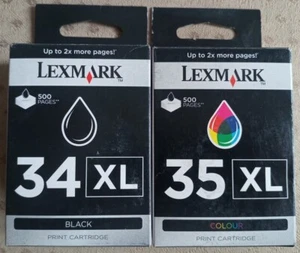 Up to 2x more pages!
LEXMARK
500
PAGES**
34 XL
BLACK
PRINT CARTRIDGE
Up to 2x more pages!
LEXMARK
500
PAGES**
35 XL
COLOUR
PRINT CARTRIDGE